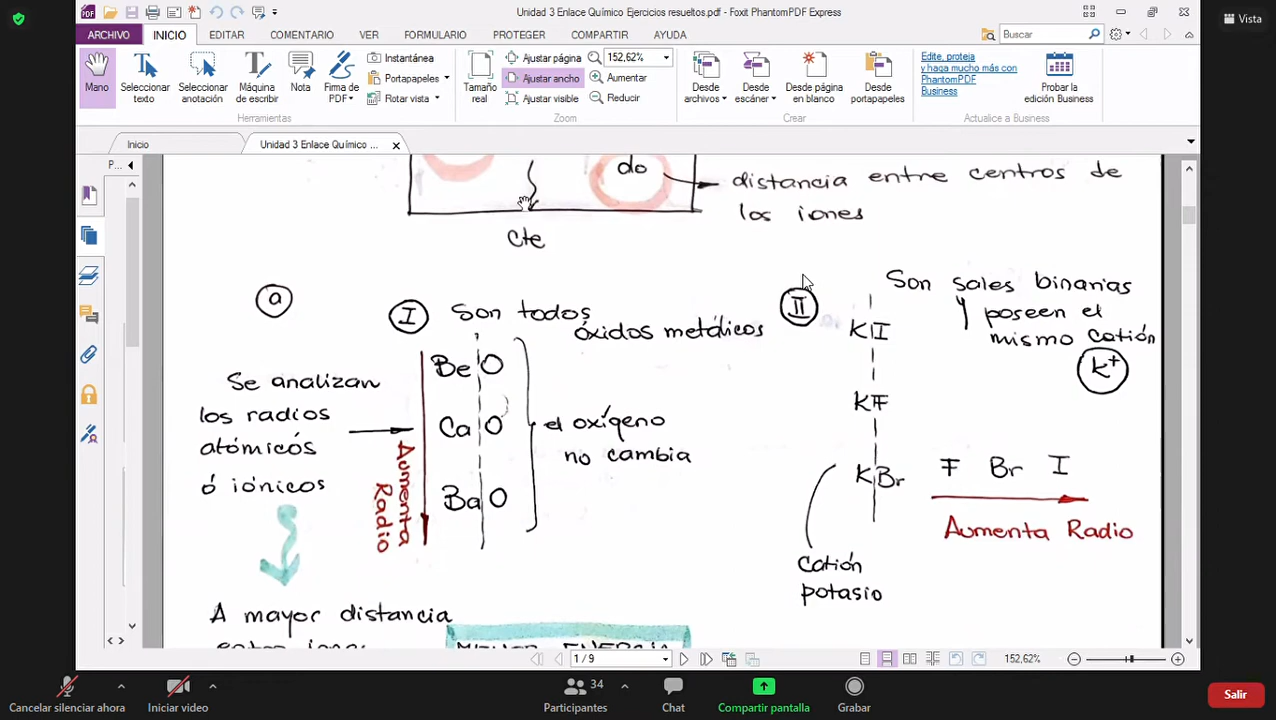 Unidad 3 Enlace Químico Ejercicios resueltos.pdf - Foxit PhantomPDF Express
Vista
ARCHIVO INICIO EDITAR COMENTARIO VER FORMULARIO PROTEGER COMPARTIR AYUDA Buscar
Mano
Seleccionar texto
Seleccionar anotación
Máquina de escribir
Nota
Fima de PDF
Instantánea
Portapapeles
Rotar vista
Herramientas
Tamaño real
Ajustar página
Ajustar ancho
Ajustar visible
152,62%
Aumentar
Reducir
Zoom
Desde archivos
Desde escáner
Desde página en blanco
Desde portapapeles
Crear
Edite, proteja
y haga mucho más con
PhantomPDF
Business
Probar la edición Business
Actualice a Business
Inicio
Unidad 3 Enlace Químico ...
P...
do
distancia entre centros de
los iones
Cte
a
I Son todos
óxidos metálicos
Be O
Ca O
Ba O
el oxígeno
no cambia
Se analizan
los radios
atómicos
ó iónicos
Aumenta
Radio
II
Son sales binarias
y poseen el
mismo catión
K+
KI
KF
KBr
F Br I
Aumenta Radio
Catión
potasio
A mayor distancia
1 / 9
152,62%
Cancelar silenciar ahora
Iniciar video
34
Participantes
Chat
Compartir pantalla
Grabar
Salir